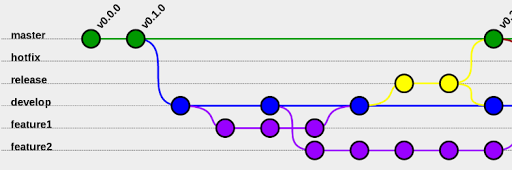 v0.0.0
v0.1.0
master
hotfix
release
develop
feature1
feature2